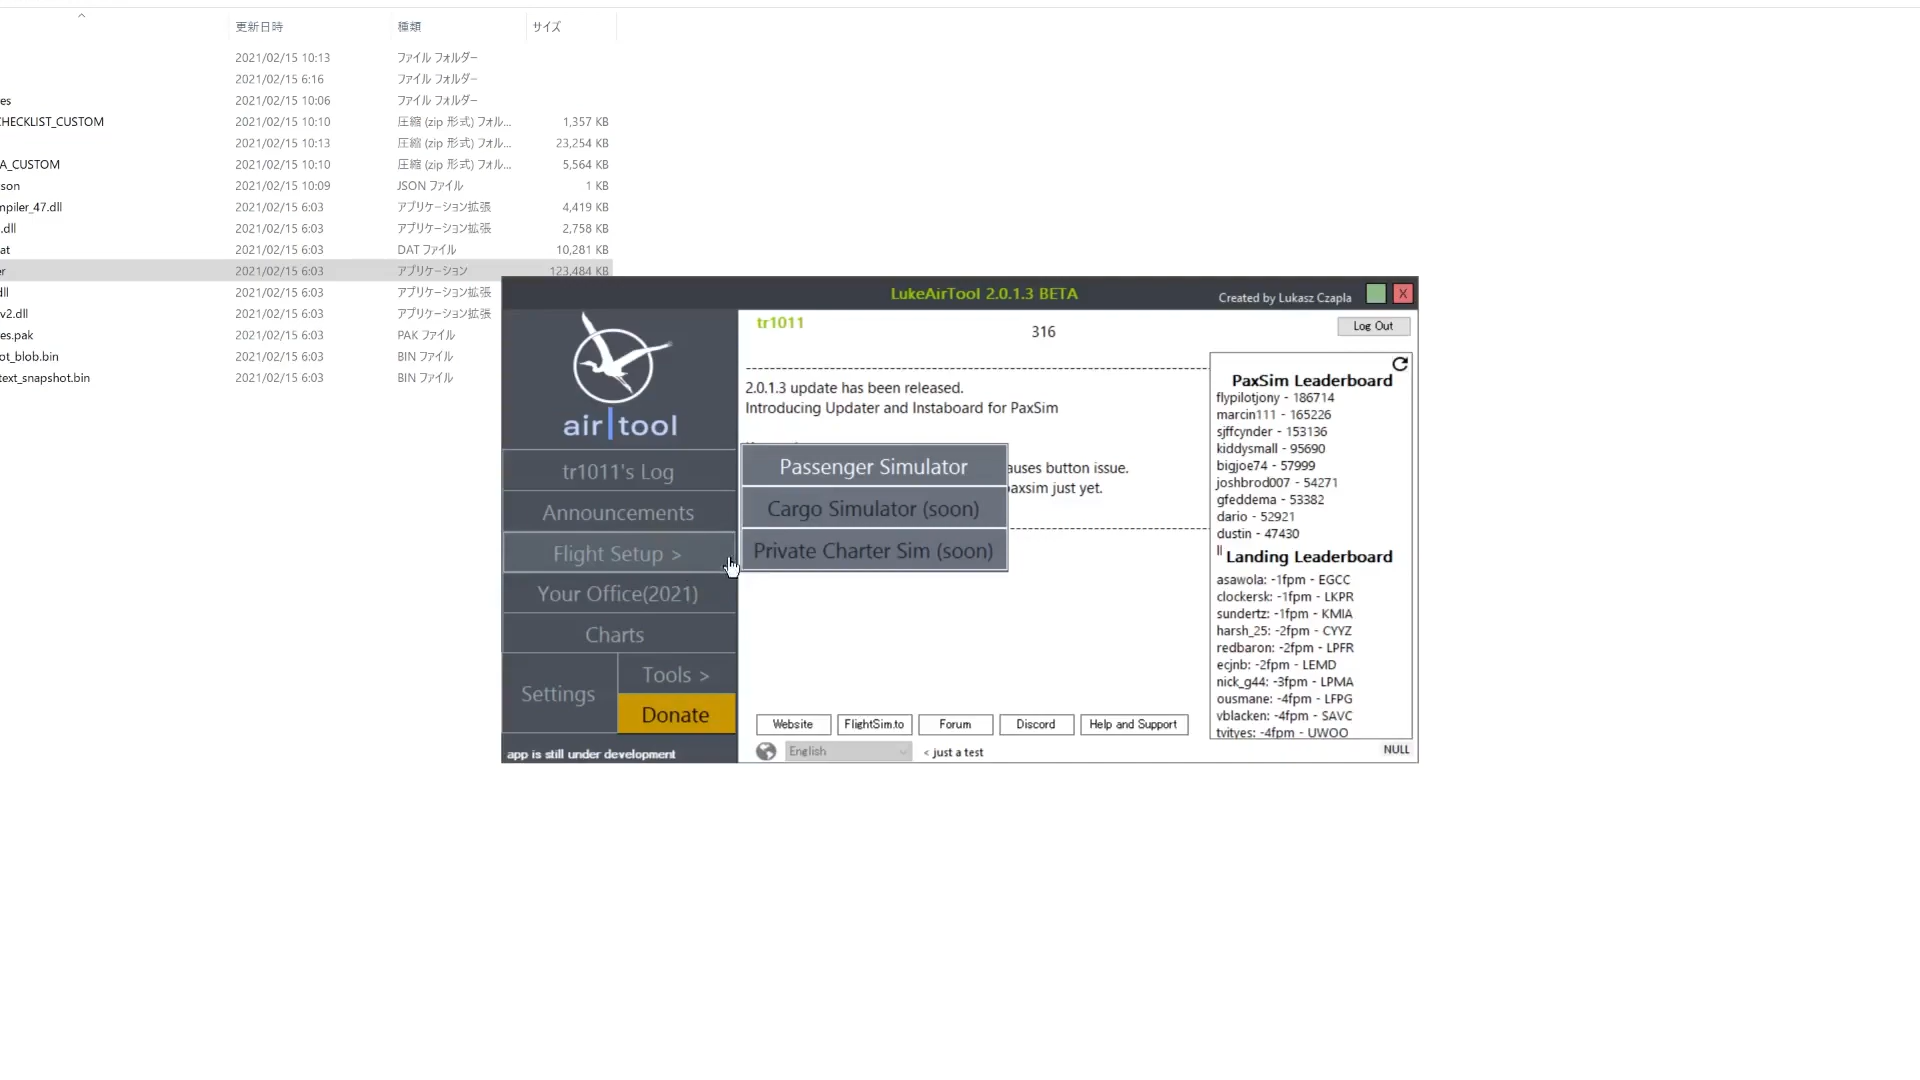 更新日時 種類 サイズ
2021/02/15 10:13 ファイル フォルダー
2021/02/15 6:16 ファイル フォルダー
es 2021/02/15 10:06 ファイル フォルダー
CHECKLIST_CUSTOM 2021/02/15 10:10 圧縮 (zip 形式) フォル... 1,357 KB
2021/02/15 10:13 圧縮 (zip 形式) フォル... 23,254 KB
A_CUSTOM 2021/02/15 10:10 圧縮 (zip 形式) フォル... 5,564 KB
son 2021/02/15 10:09 JSON ファイル 1 KB
mpiler_47.dll 2021/02/15 6:03 アプリケーション拡張 4,419 KB
.dll 2021/02/15 6:03 アプリケーション拡張 2,758 KB
at 2021/02/15 6:03 DAT ファイル 10,281 KB
er 2021/02/15 6:03 アプリケーション 123,484 KB
dll 2021/02/15 6:03 アプリケーション拡張
v2.dll 2021/02/15 6:03 アプリケーション拡張
es.pak 2021/02/15 6:03 PAK ファイル
ot_blob.bin 2021/02/15 6:03 BIN ファイル
text_snapshot.bin 2021/02/15 6:03 BIN ファイル
LukeAirTool 2.0.1.3 BETA
Created by Lukasz Czapla
X
air|tool
tr1011's Log
Announcements
Flight Setup >
Your Office(2021)
Charts
Settings
Tools >
Donate
app is still under development
tr1011
316
Log Out
2.0.1.3 update has been released.
Introducing Updater and Instaboard for PaxSim
auses button issue.
paxsim just yet.
Passenger Simulator
Cargo Simulator (soon)
Private Charter Sim (soon)
Website FlightSim.to Forum Discord Help and Support
English < just a test
PaxSim Leaderboard
flypilotjony - 186714
marcin111 - 165226
sjffcynder - 153136
kiddysmall - 95690
bigjoe74 - 57999
joshbrod007 - 54271
gfeddema - 53382
dario - 52921
dustin - 47430
Landing Leaderboard
asawola: -1fpm - EGCC
clockersk: -1fpm - LKPR
sundertz: -1fpm - KMIA
harsh_25: -2fpm - CYYZ
redbaron: -2fpm - LPFR
ecjnb: -2fpm - LEMD
nick_g44: -3fpm - LPMA
ousmane: -4fpm - LFPG
vblacken: -4fpm - SAVC
tvityes: -4fpm - UWOO
NULL